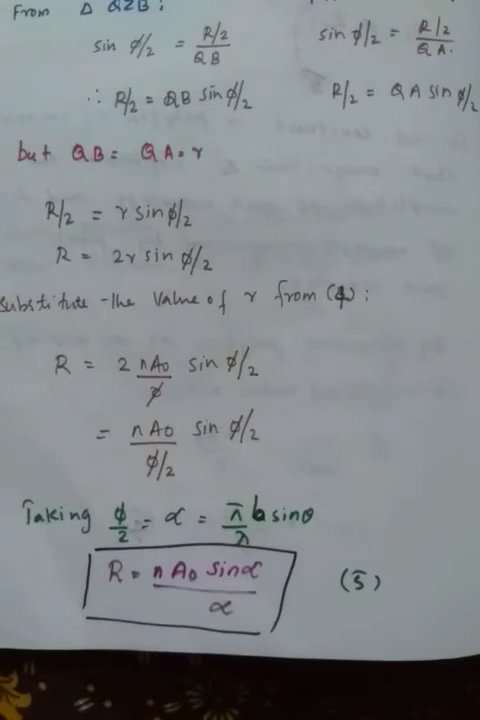 From Δ QZB :
sin ϕ/2 = R/2 / QB    sin ϕ/2 = R/2 / QA.
∴ R/2 = QB sin ϕ/2    R/2 = QA sin ϕ/2
but QB = QA = r
R/2 = r sin ϕ/2
R = 2r sin ϕ/2
substitute the value of r from (4) :
R = 2 nA0 / ϕ sin ϕ/2
= nA0 / ϕ/2 sin ϕ/2
Taking ϕ/2 = α = π/λ b sinθ
R = nA0 sinα / α    (5)